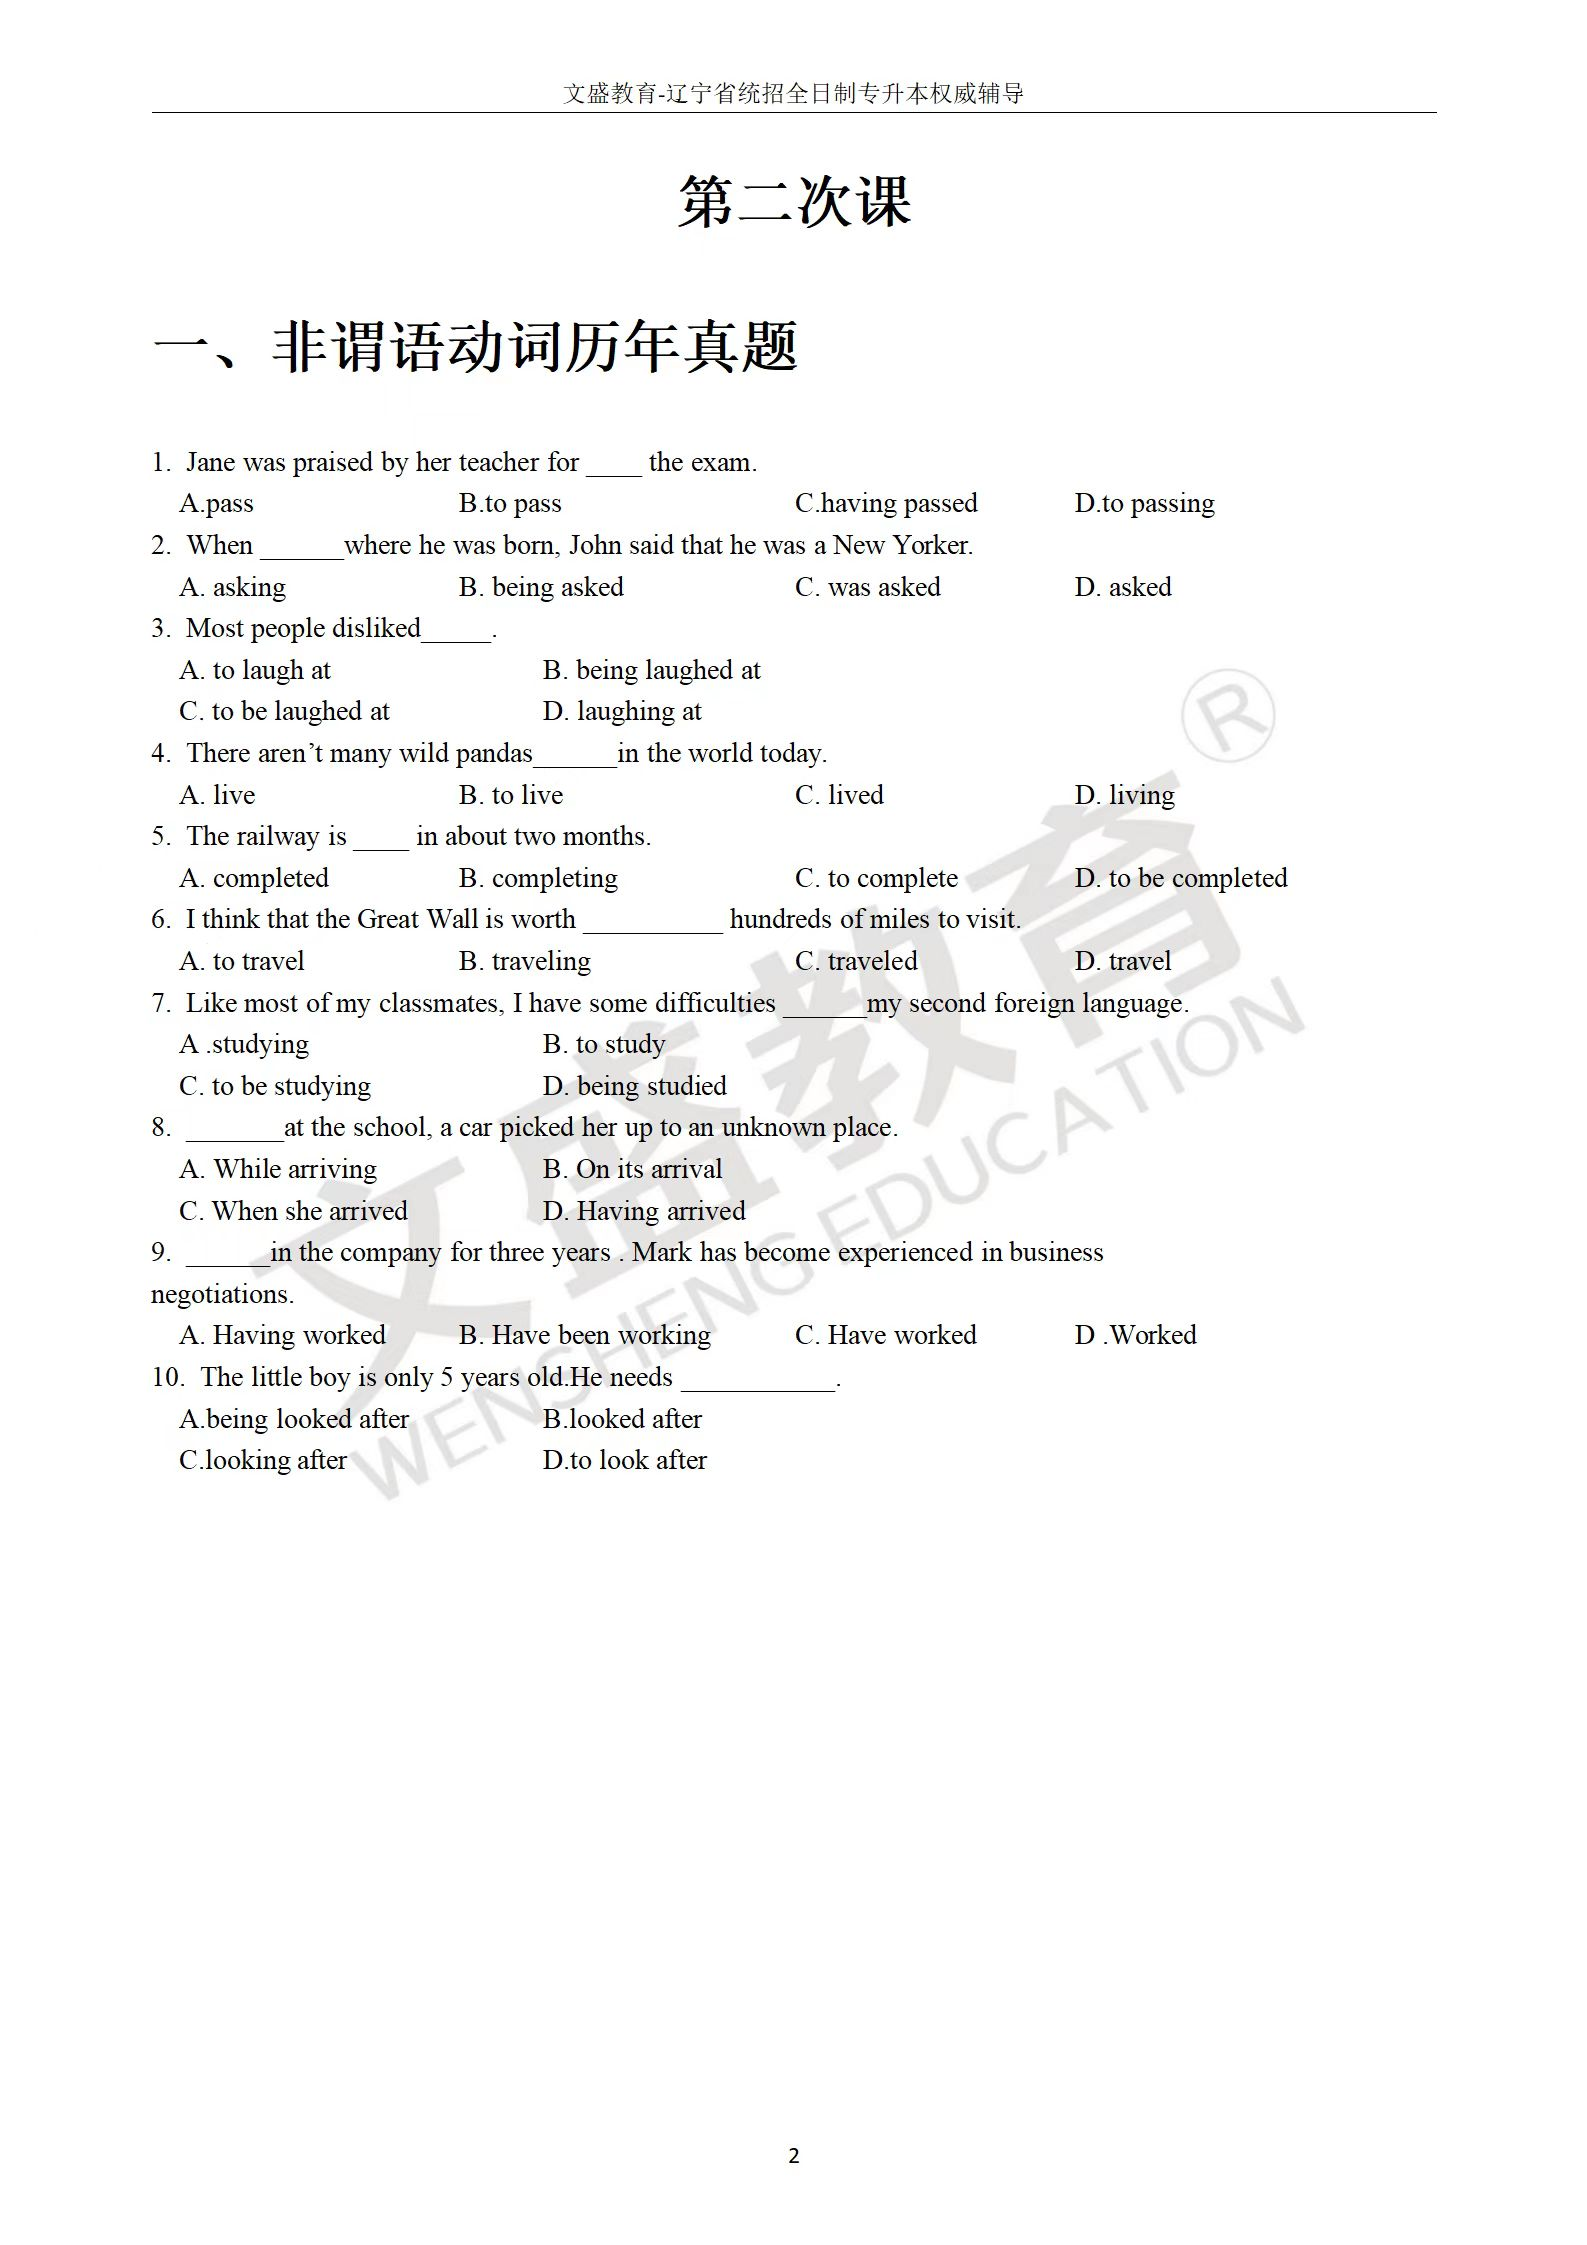 文盛教育-辽宁省统招全日制专升本权威辅导
第二次课
一、非谓语动词历年真题
1. Jane was praised by her teacher for ____ the exam.
A.pass B.to pass C.having passed D.to passing
2. When ______where he was born, John said that he was a New Yorker.
A. asking B. being asked C. was asked D. asked
3. Most people disliked_____.
A. to laugh at B. being laughed at
C. to be laughed at D. laughing at
4. There aren’t many wild pandas______in the world today.
A. live B. to live C. lived D. living
5. The railway is ____ in about two months.
A. completed B. completing C. to complete D. to be completed
6. I think that the Great Wall is worth __________ hundreds of miles to visit.
A. to travel B. traveling C. traveled D. travel
7. Like most of my classmates, I have some difficulties ______my second foreign language.
A .studying B. to study
C. to be studying D. being studied
8. _______at the school, a car picked her up to an unknown place.
A. While arriving B. On its arrival
C. When she arrived D. Having arrived
9. ______in the company for three years . Mark has become experienced in business
negotiations.
A. Having worked B. Have been working C. Have worked D .Worked
10. The little boy is only 5 years old.He needs ___________.
A.being looked after B.looked after
C.looking after D.to look after
文盛教育®
WENSHENG EDUCATION
2